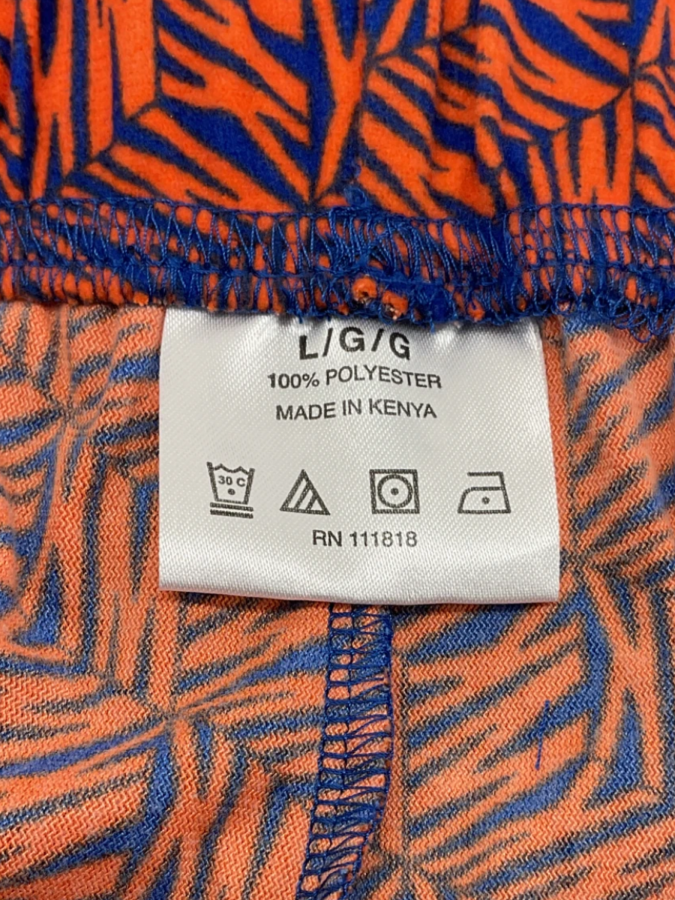 L/G/G
100% POLYESTER
MADE IN KENYA
30 C
RN 111818